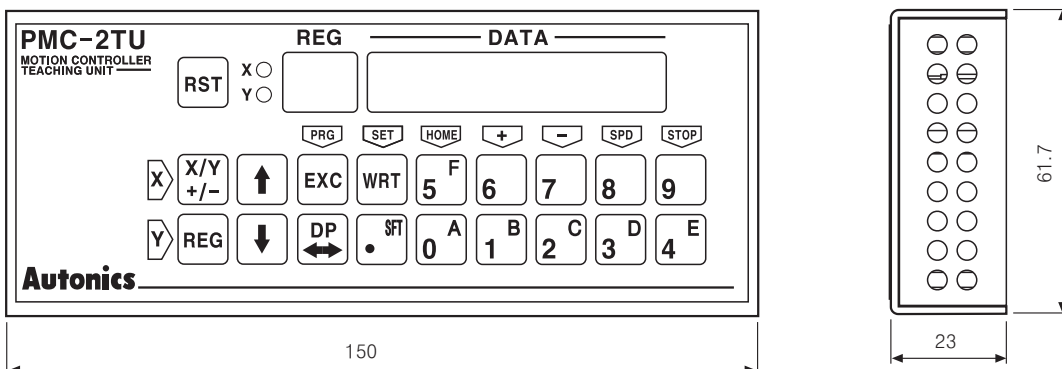 PMC-2TU
MOTION CONTROLLER
TEACHING UNIT
REG
DATA
RST
X
Y
PRG
SET
HOME
+
-
SPD
STOP
X
X/Y
+/-
EXC
WRT
5 F
6
7
8
9
Y
REG
DP
• SFT
0 A
1 B
2 C
3 D
4 E
Autonics
150
23
61.7